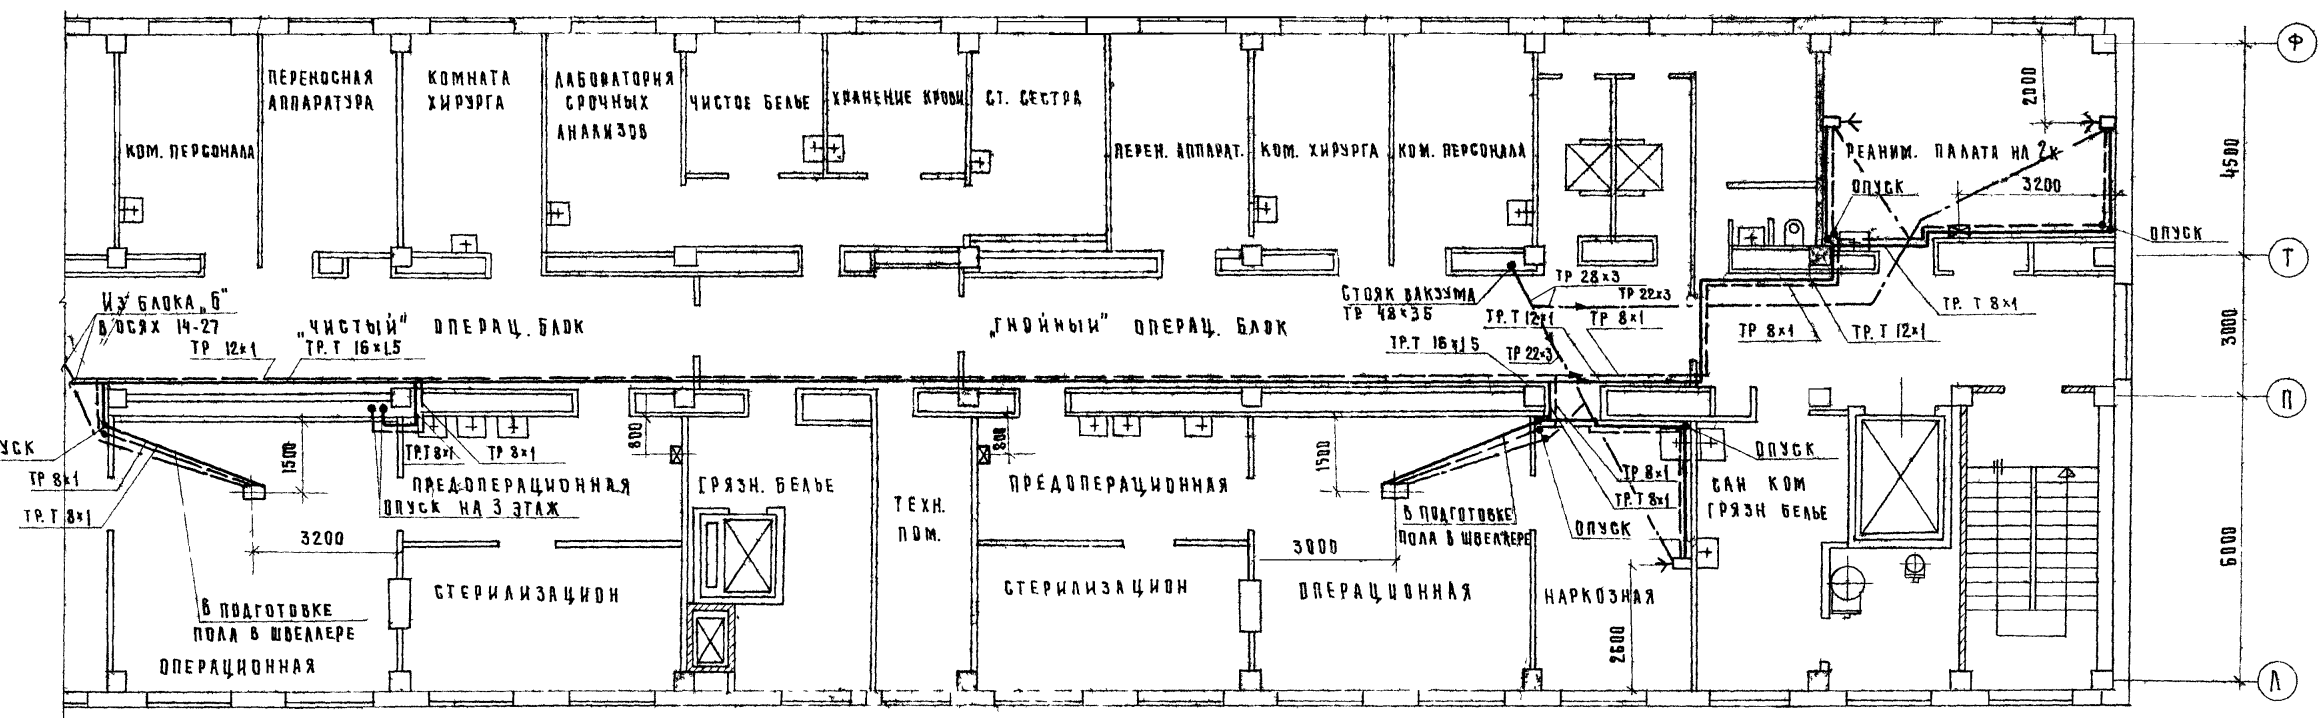 ПЕРЕНОСНАЯ
АППАРАТУРА
КОМНАТА
ХИРУРГА
ЛАБОРАТОРИЯ
СРОЧНЫХ
АНАЛИЗОВ
ЧИСТОЕ БЕЛЬЕ
ХРАНЕНИЕ КРОВИ
СТ. СЕСТРА
2000
Ф
КОМ. ПЕРСОНАЛА
ПЕРЕН. АППАРАТ.
КОМ. ХИРУРГА
КОМ. ПЕРСОНАЛА
РЕАНИМ. ПАЛАТА НА 2К
ОПУСК
3200
4500
ОПУСК
Т
ИЗ БЛОКА „Б"
В ОСЯХ 14-27
ТР 12×1
„ЧИСТЫЙ" ОПЕРАЦ. БЛОК
ТР. Т 16×1.5
„ГНОЙНЫЙ" ОПЕРАЦ. БЛОК
СТОЯК ВАКУУМА
ТР 48×3.5
ТР 28×3
ТР 22×3
ТР. Т 12×1
ТР 8×1
ТР. Т 16×1.5
ТР 22×3
ТР 8×1
ТР. Т 12×1
ТР. Т 8×1
3000
П
УСК
ТР 8×1
ТР. Т 8×1
1500
ТР.Т 8×1
ТР 8×1
ПРЕДОПЕРАЦИОННАЯ
ОПУСК НА 3 ЭТАЖ
800
ГРЯЗН. БЕЛЬЕ
ТЕХН.
ПОМ.
800
ПРЕДОПЕРАЦИОННАЯ
1500
В ПОДГОТОВКЕ
ПОЛА В ШВЕЛЛЕРЕ
ОПУСК
ТР 8×1
ТР. Т 8×1
ОПУСК
САН КОМ
ГРЯЗН БЕЛЬЕ
3200
3000
6000
СТЕРИЛИЗАЦИОН
СТЕРИЛИЗАЦИОН
ОПЕРАЦИОННАЯ
НАРКОЗНАЯ
2600
В ПОДГОТОВКЕ
ПОЛА В ШВЕЛЛЕРЕ
ОПЕРАЦИОННАЯ
Л